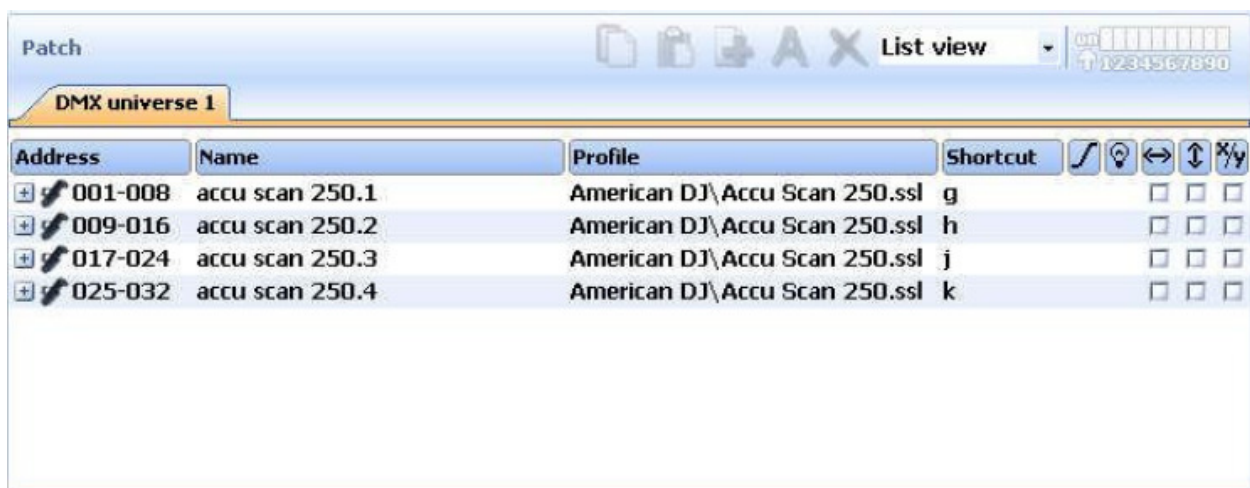 Patch List view on 1234567890
DMX universe 1
Address Name Profile Shortcut x/y
001-008 accu scan 250.1 American DJ\Accu Scan 250.ssl g
009-016 accu scan 250.2 American DJ\Accu Scan 250.ssl h
017-024 accu scan 250.3 American DJ\Accu Scan 250.ssl j
025-032 accu scan 250.4 American DJ\Accu Scan 250.ssl k